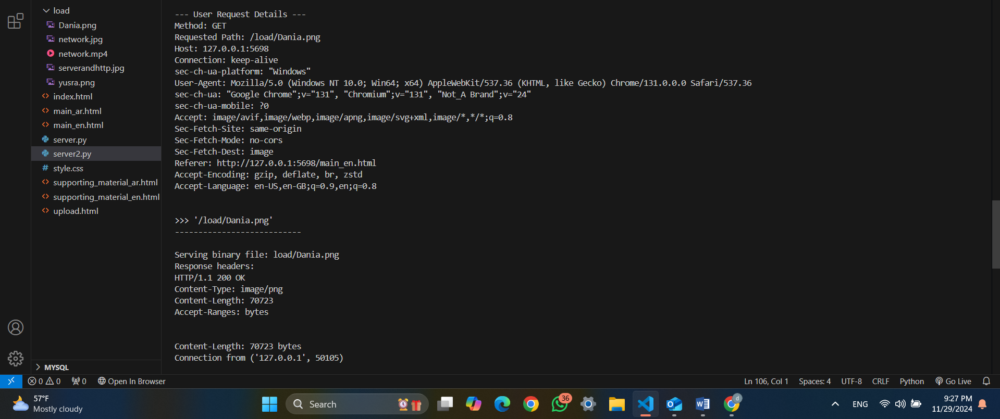 load
Dania.png
network.jpg
network.mp4
serverandhttp.jpg
yusra.png
index.html
main_ar.html
main_en.html
server.py
server2.py
style.css
supporting_material_ar.html
supporting_material_en.html
upload.html
MYSQL
--- User Request Details ---
Method: GET
Requested Path: /load/Dania.png
Host: 127.0.0.1:5698
Connection: keep-alive
sec-ch-ua-platform: "Windows"
User-Agent: Mozilla/5.0 (Windows NT 10.0; Win64; x64) AppleWebKit/537.36 (KHTML, like Gecko) Chrome/131.0.0.0 Safari/537.36
sec-ch-ua: "Google Chrome";v="131", "Chromium";v="131", "Not_A Brand";v="24"
sec-ch-ua-mobile: ?0
Accept: image/avif,image/webp,image/apng,image/svg+xml,image/*,*/*;q=0.8
Sec-Fetch-Site: same-origin
Sec-Fetch-Mode: no-cors
Sec-Fetch-Dest: image
Referer: http://127.0.0.1:5698/main_en.html
Accept-Encoding: gzip, deflate, br, zstd
Accept-Language: en-US,en-GB;q=0.9,en;q=0.8
>>> '/load/Dania.png'
---------------------------
Serving binary file: load/Dania.png
Response headers:
HTTP/1.1 200 OK
Content-Type: image/png
Content-Length: 70723
Accept-Ranges: bytes
Content-Length: 70723 bytes
Connection from ('127.0.0.1', 50105)
0 0 0 Open In Browser Ln 106, Col 1 Spaces: 4 UTF-8 CRLF Python Go Live
57°F
Mostly cloudy
Search
36
d
ENG
9:27 PM
11/29/2024